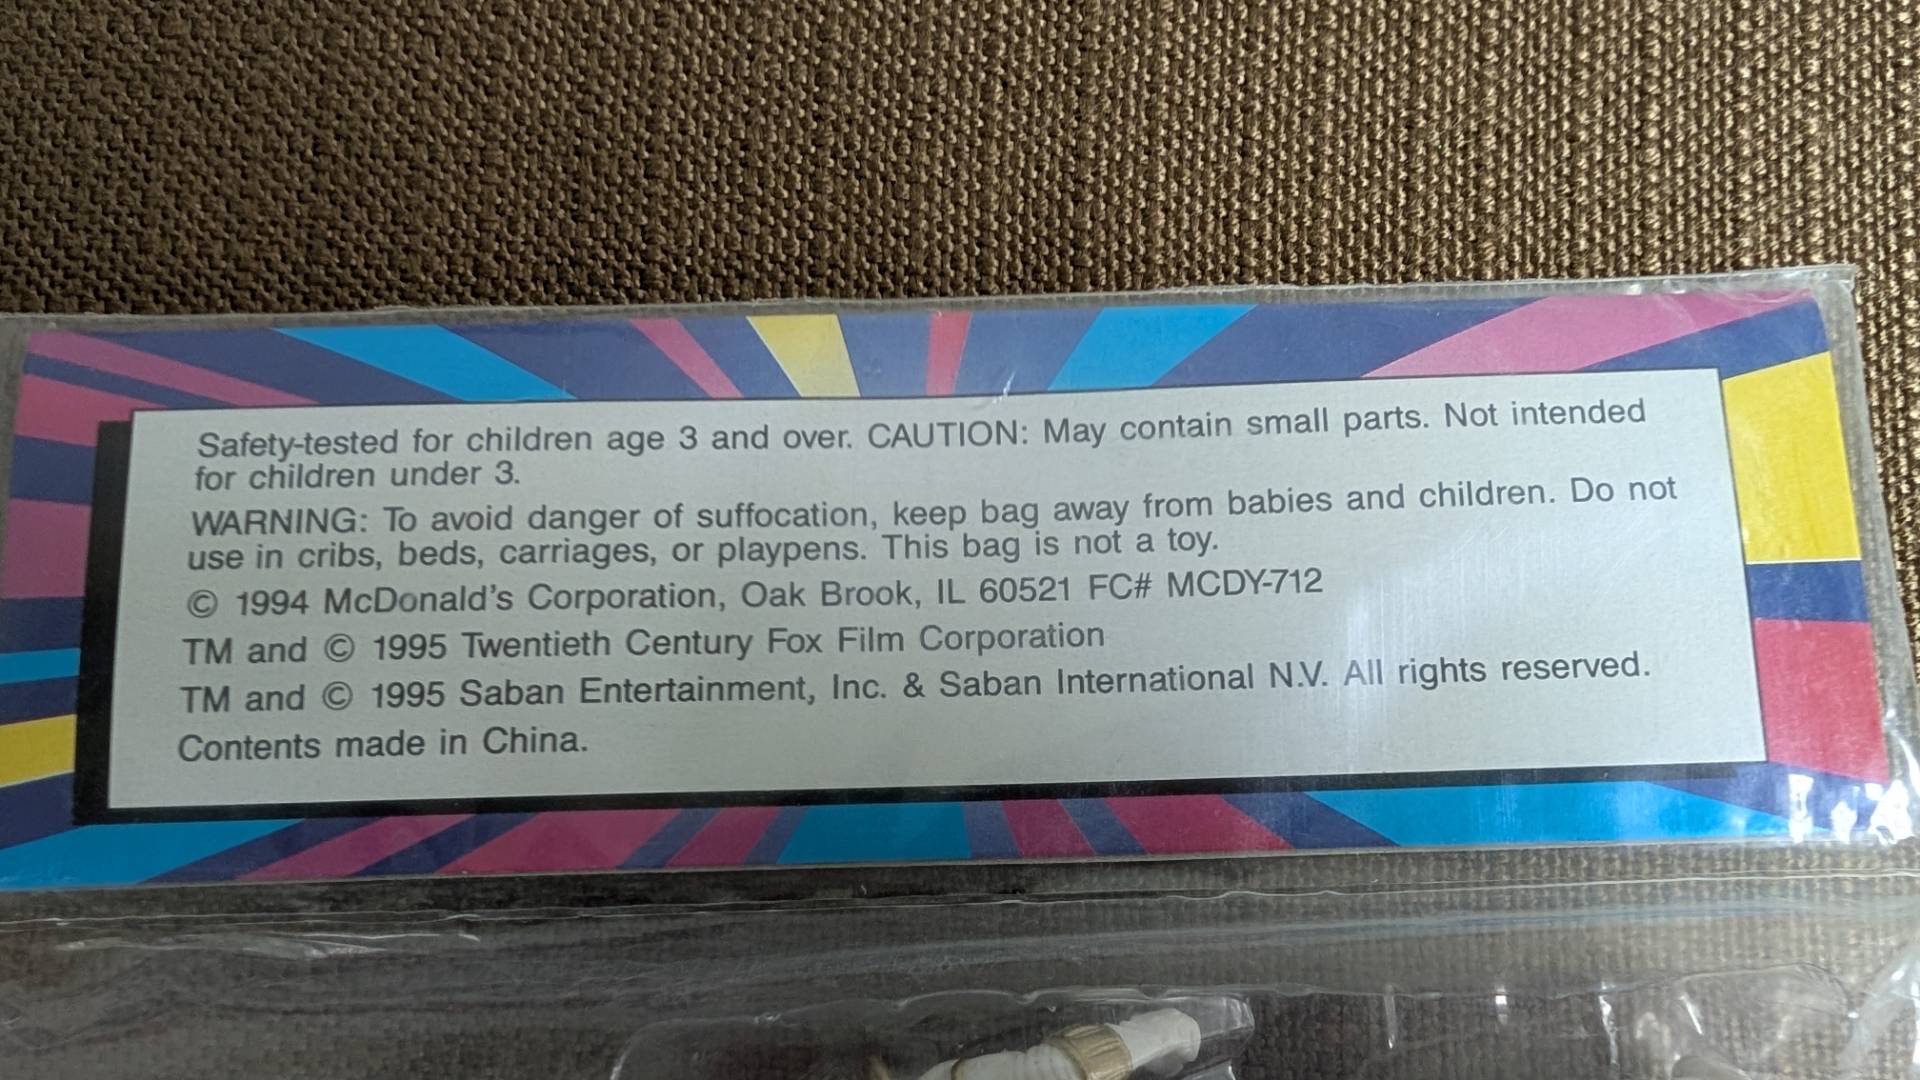 Safety-tested for children age 3 and over. CAUTION: May contain small parts. Not intended
for children under 3.
WARNING: To avoid danger of suffocation, keep bag away from babies and children. Do not
use in cribs, beds, carriages, or playpens. This bag is not a toy.
© 1994 McDonald's Corporation, Oak Brook, IL 60521 FC# MCDY-712
TM and © 1995 Twentieth Century Fox Film Corporation
TM and © 1995 Saban Entertainment, Inc. & Saban International N.V. All rights reserved.
Contents made in China.